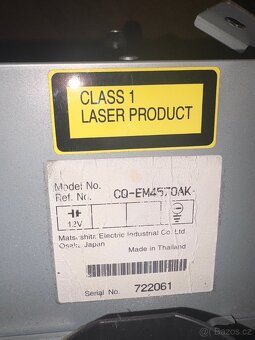 CLASS 1
LASER PRODUCT
Model No.
Ref. No. CQ-EM4570AK
12V
Matsushita Electric Industrial Co. Ltd.
Osaka Japan Made in Thailand
Serial No. 722061
Bazoš.cz